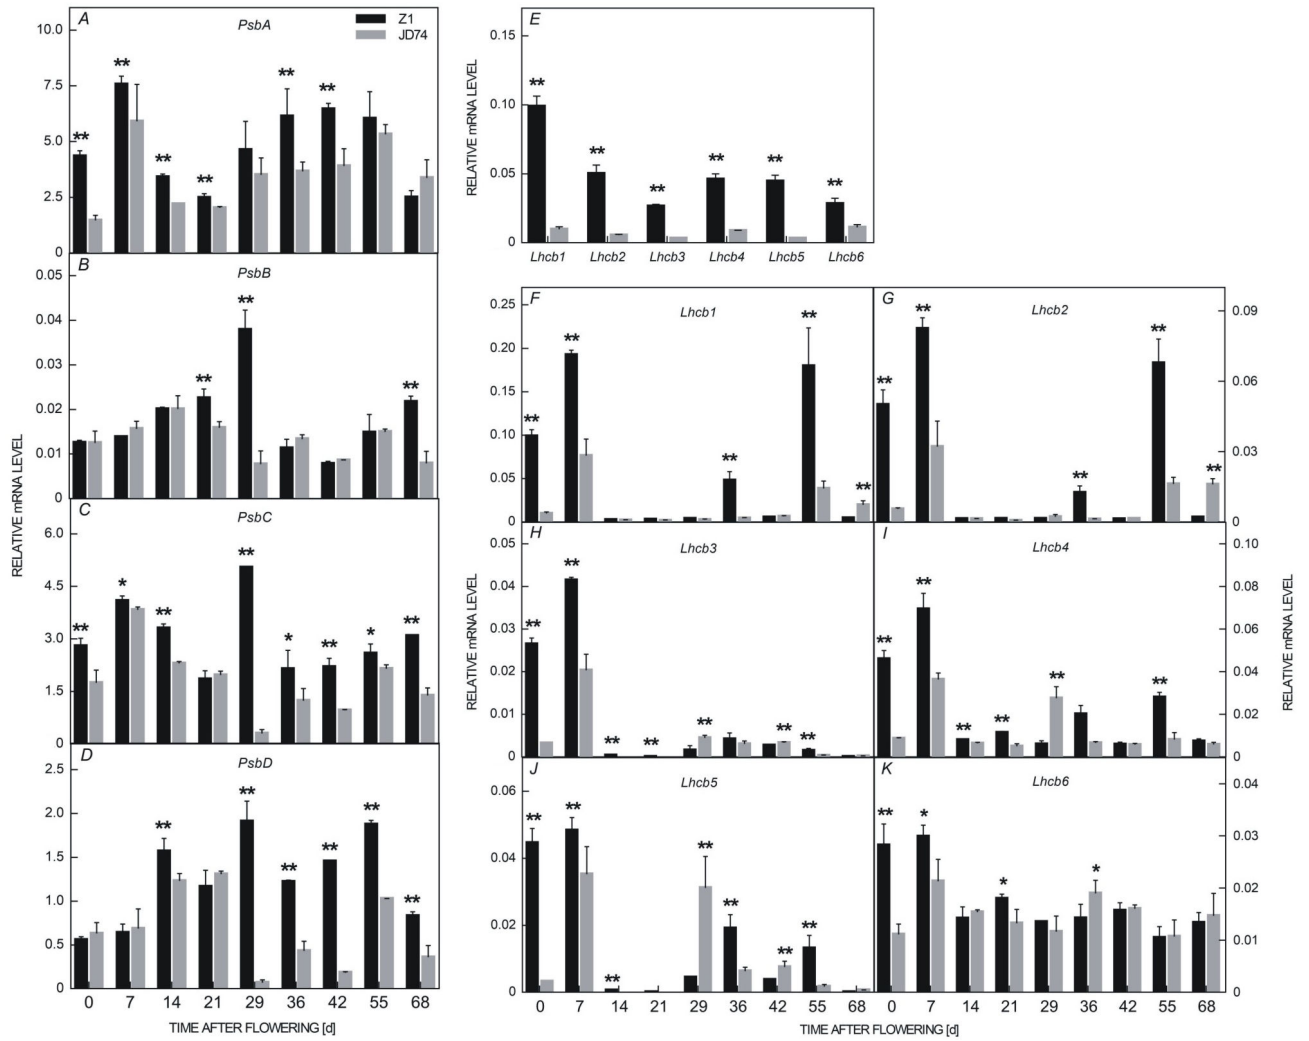 A
PsbA
Z1
JD74
10.0
7.5
5.0
2.5
0
** ** ** ** ** **
B
PsbB
0.05
0.04
0.03
0.02
0.01
0
** ** **
C
PsbC
6.0
4.5
3.0
1.5
0
** * ** ** * ** * **
D
PsbD
2.5
2.0
1.5
1.0
0.5
0
** ** ** ** ** **
0 7 14 21 29 36 42 55 68
TIME AFTER FLOWERING [d]
RELATIVE mRNA LEVEL
E
0.15
0.10
0.05
0
** ** ** ** ** **
Lhcb1 Lhcb2 Lhcb3 Lhcb4 Lhcb5 Lhcb6
RELATIVE mRNA LEVEL
F
Lhcb1
0.25
0.20
0.15
0.10
0.05
0
** ** ** ** **
G
Lhcb2
0.09
0.06
0.03
0
** ** ** ** **
H
Lhcb3
0.05
0.04
0.03
0.02
0.01
0
** ** ** ** ** ** **
I
Lhcb4
0.10
0.08
0.06
0.04
0.02
0
** ** ** ** ** **
J
Lhcb5
0.06
0.04
0.02
0
** ** ** ** ** ** **
K
Lhcb6
0.04
0.03
0.02
0.01
0
** * * *
0 7 14 21 29 36 42 55 68
0 7 14 21 29 36 42 55 68
TIME AFTER FLOWERING [d]
RELATIVE mRNA LEVEL
RELATIVE mRNA LEVEL